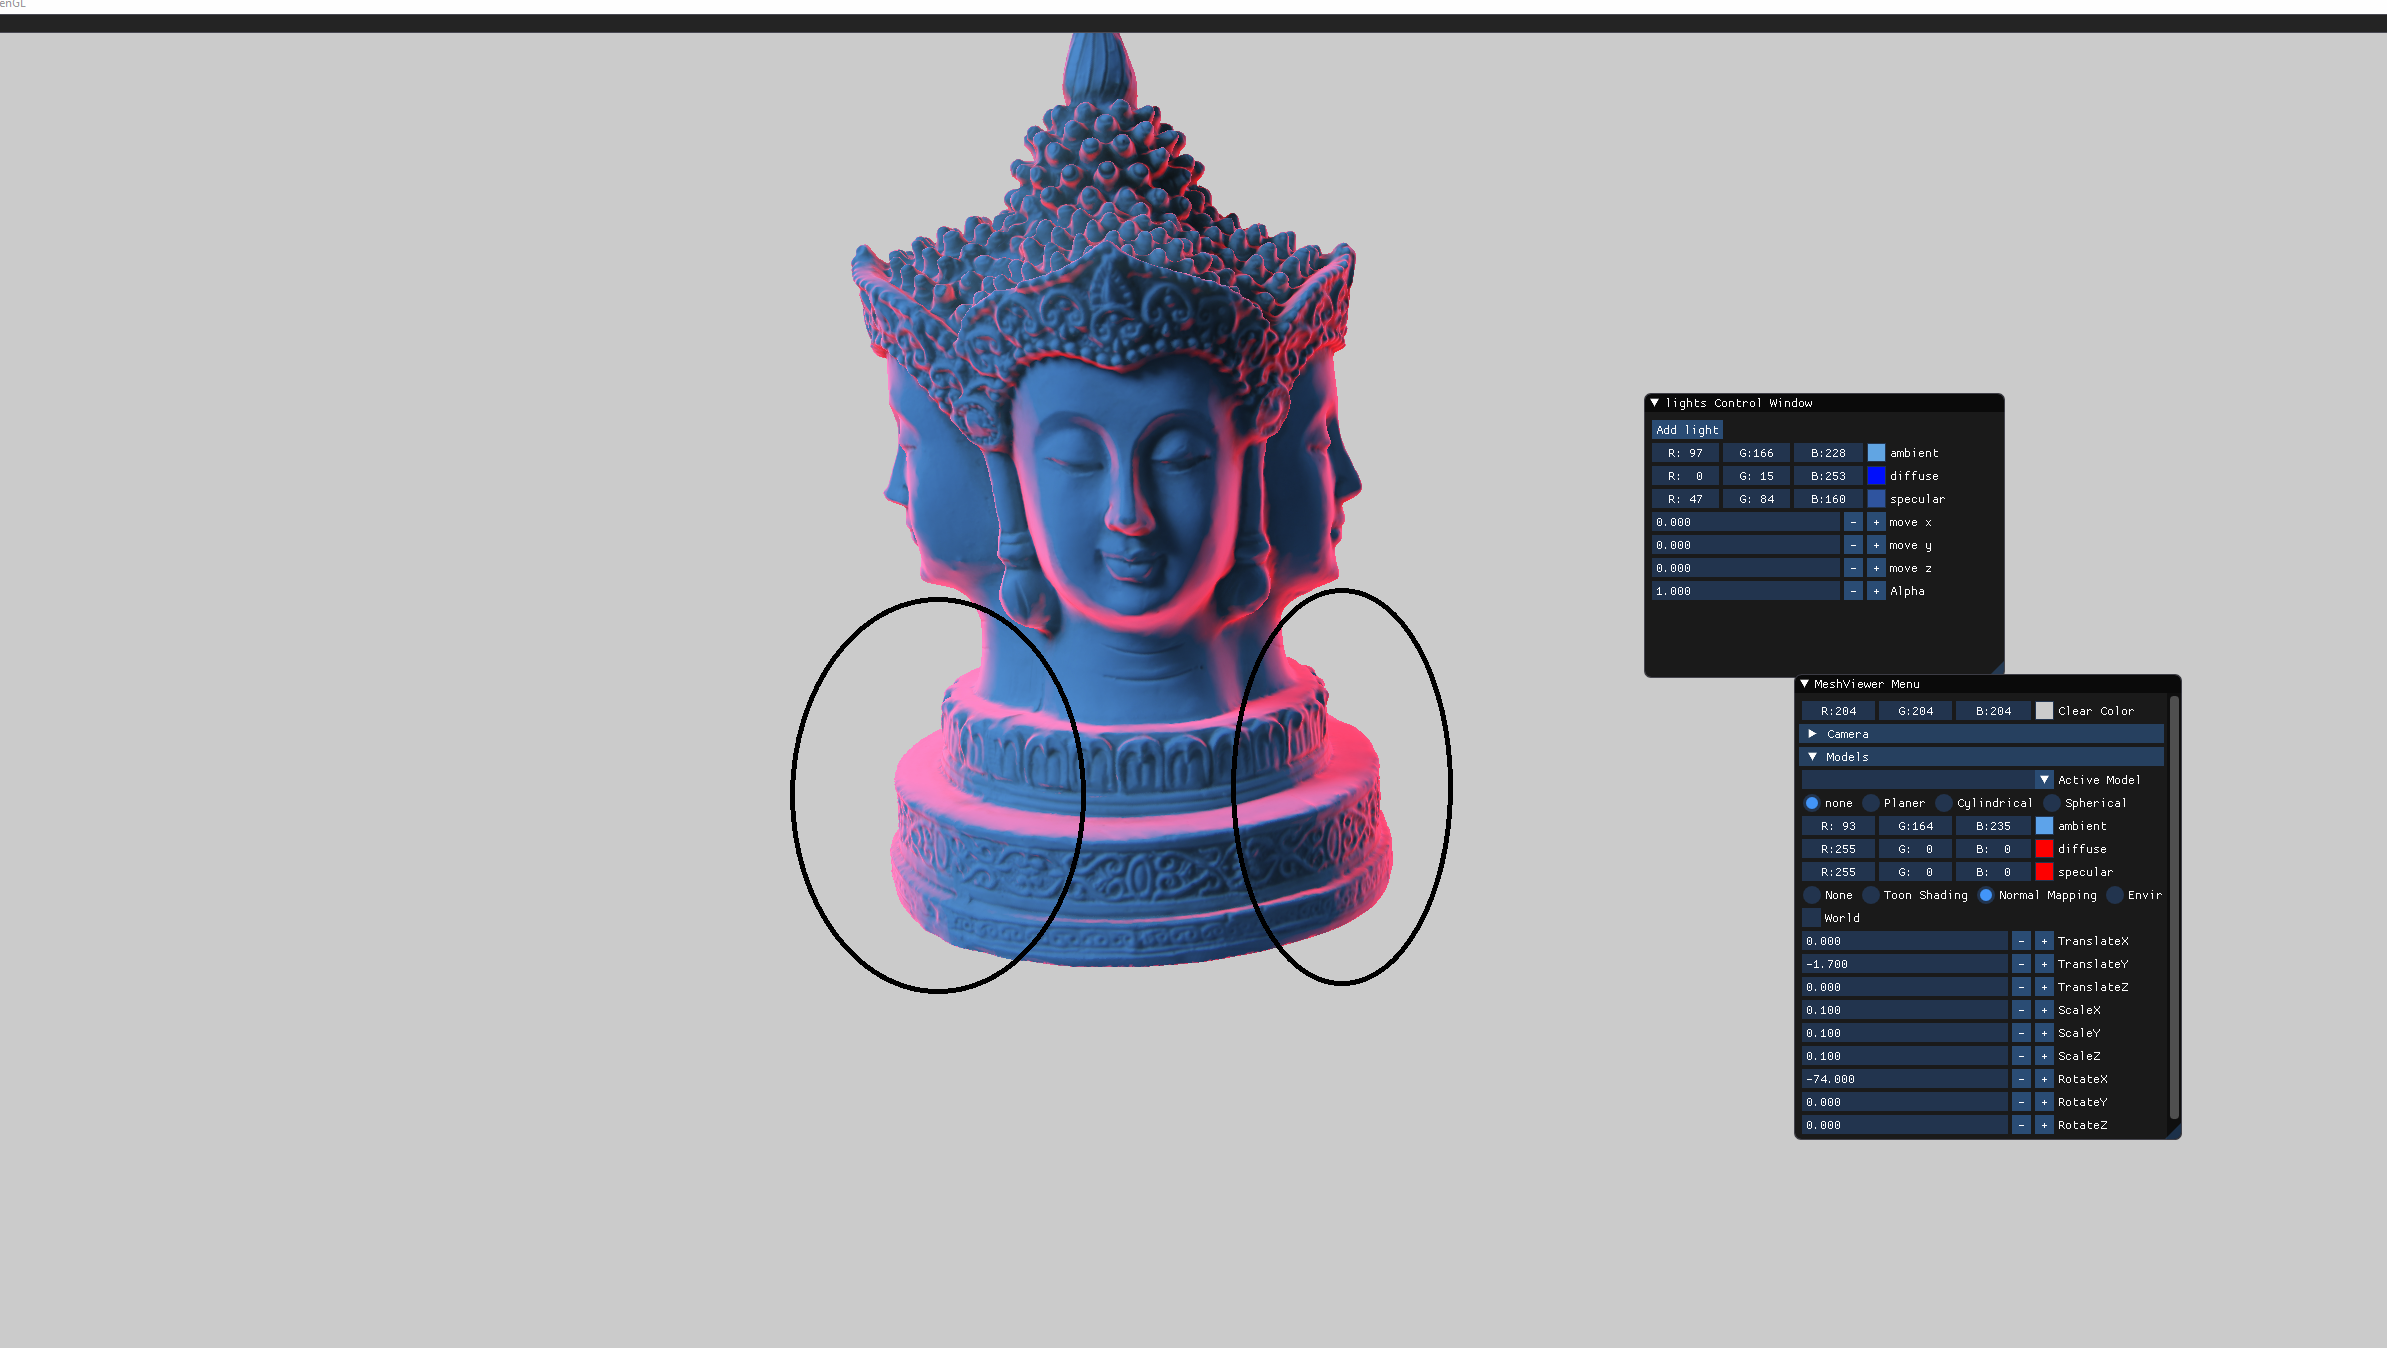 enGL
lights Control Window
Add light
R: 97 G:166 B:228 ambient
R: 0 G: 15 B:253 diffuse
R: 47 G: 84 B:160 specular
0.000 - + move x
0.000 - + move y
0.000 - + move z
1.000 - + Alpha
MeshViewer Menu
R:204 G:204 B:204 Clear Color
Camera
Models
Active Model
none Planer Cylindrical Spherical
R: 93 G:164 B:235 ambient
R:255 G: 0 B: 0 diffuse
R:255 G: 0 B: 0 specular
None Toon Shading Normal Mapping Envir
World
0.000 - + TranslateX
-1.700 - + TranslateY
0.000 - + TranslateZ
0.100 - + ScaleX
0.100 - + ScaleY
0.100 - + ScaleZ
-74.000 - + RotateX
0.000 - + RotateY
0.000 - + RotateZ